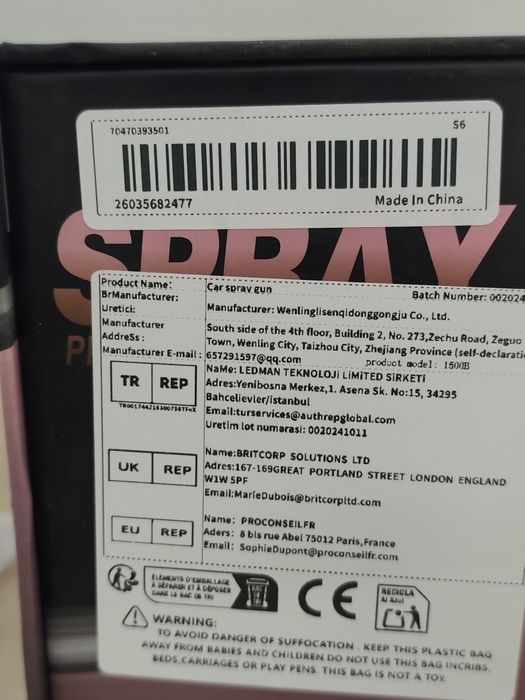 70470393501
S6
26035682477
Made In China
SPRAY
Product Name: Car spray gun
Batch Number: 002024
BrManufacturer:
Uretici: Manufacturer: Wenlinglisenqidonggongju Co., Ltd.
Manufacturer South side of the 4th floor, Building 2, No. 273,Zechu Road, Zeguo
AddreSs : Town, Wenling City, Taizhou City, Zhejiang Province (self-declarati
Manufacturer E-mail : 657291597@qq.com
product model: 1500B
TR REP
NaMe: LEDMAN TEKNOLOJi LiMiTED SiRKETi
Adres:Yenibosna Merkez,1. Asena Sk. No:15, 34295
Bahcelievler/istanbul
Email:turservices@authrepglobal.com
Uretlm lot numarasi: 0020241011
UK REP
Name:BRITCORP SOLUTIONS LTD
Adres:167-169GREAT PORTLAND STREET LONDON ENGLAND
W1W 5PF
Email:MarieDubois@britcorpltd.com
EU REP
Name: PROCONSEILFR
Aders: 8 bis rue Abel 75012 Paris,France
Email: SophieDupont@proconseilfr.com
ÉLÉMENTS D'EMBALLAGE
À SÉPARER ET À DÉPOSER
DANS LE BAC DE TRI
BAC
DE
TRI
CE
RECICLA
Al Azul
WARNING:
TO AVOID DANGER OF SUFFOCATION . KEEP THIS PLASTIC BAG
AWAY FROM BABIES AND CHILDREN DO NOT USE THIS BAG INCRIBS.
BEDS.CARRIAGES OR PLAY PENS. THIS BAG IS NOT A TOY.